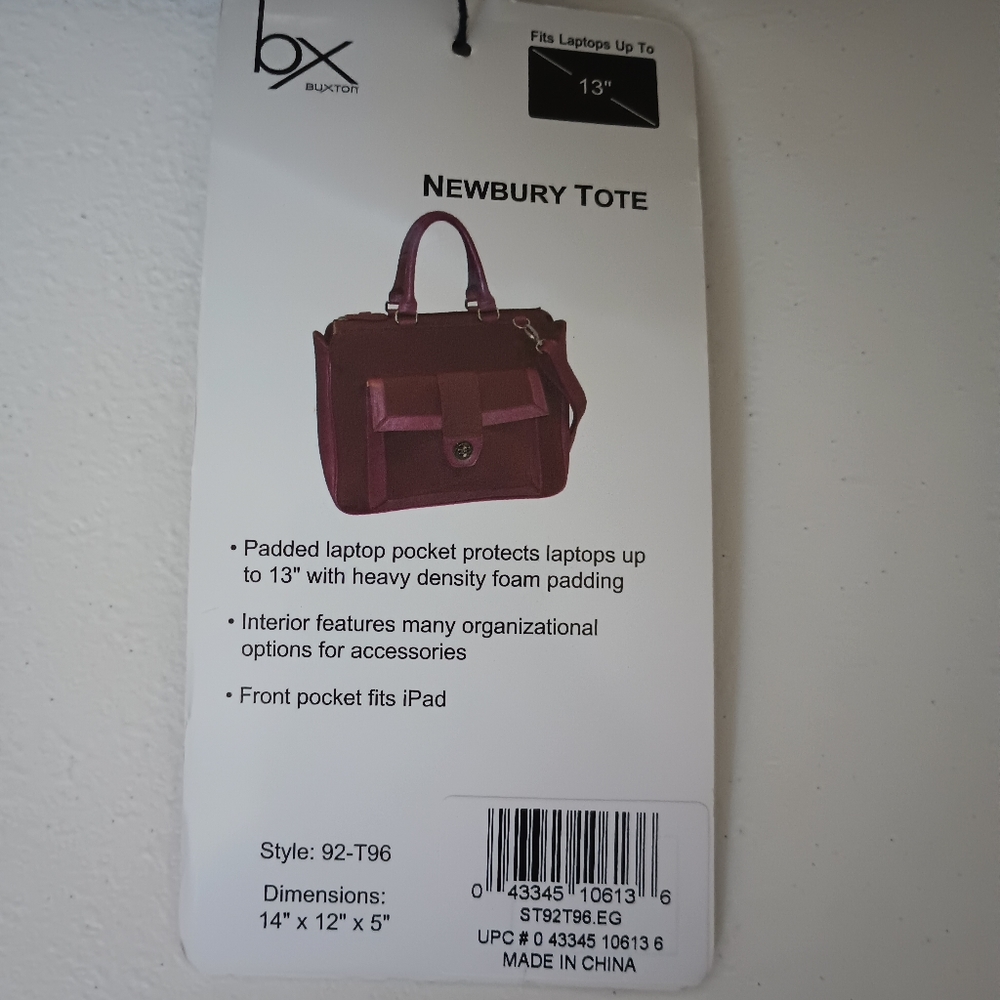 bx
BUXTON
Fits Laptops Up To
13"
NEWBURY TOTE
• Padded laptop pocket protects laptops up
to 13" with heavy density foam padding
• Interior features many organizational
options for accessories
• Front pocket fits iPad
Style: 92-T96
Dimensions:
14" x 12" x 5"
0 43345 10613 6
ST92T96.EG
UPC # 0 43345 10613 6
MADE IN CHINA